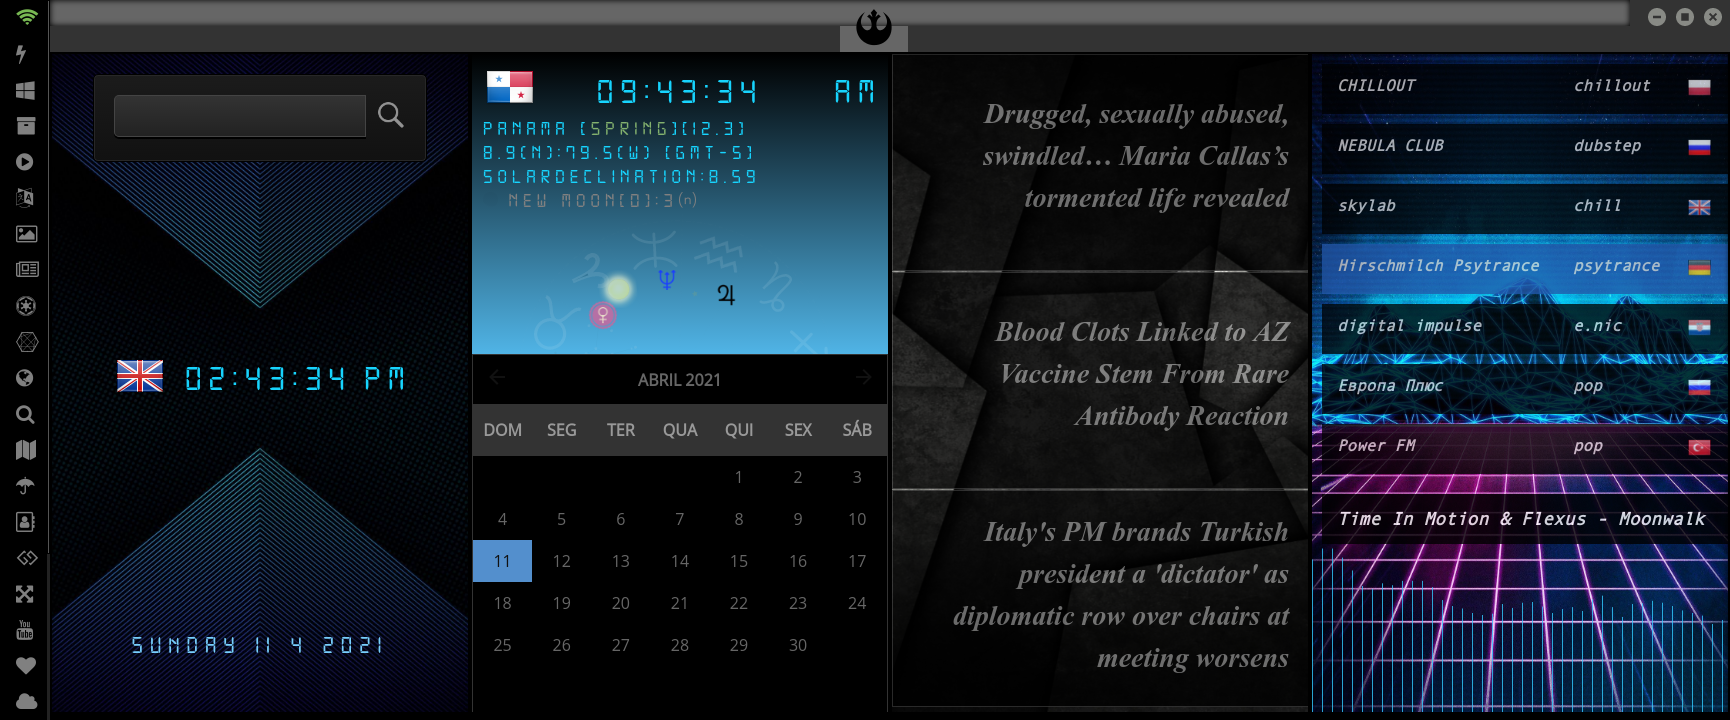 02:43:34 PM
SUNDAY 11 4 2021
09:43:34 AM
PANAMA [SPRING][12.3]
8.9(N):79.5(W) [GMT-5]
SOLARDECLINATION:8.59
NEW MOON[0]:3(n)
ABRIL 2021
DOM SEG TER QUA QUI SEX SÁB
1 2 3
4 5 6 7 8 9 10
11 12 13 14 15 16 17
18 19 20 21 22 23 24
25 26 27 28 29 30
Drugged, sexually abused,
swindled… Maria Callas’s
tormented life revealed
Blood Clots Linked to AZ
Vaccine Stem From Rare
Antibody Reaction
Italy's PM brands Turkish
president a 'dictator' as
diplomatic row over chairs at
meeting worsens
CHILLOUT chillout
NEBULA CLUB dubstep
skylab chill
Hirschmilch Psytrance psytrance
digital impulse e.nic
Европа Плюс pop
Power FM pop
Time In Motion & Flexus - Moonwalk
You
Tube